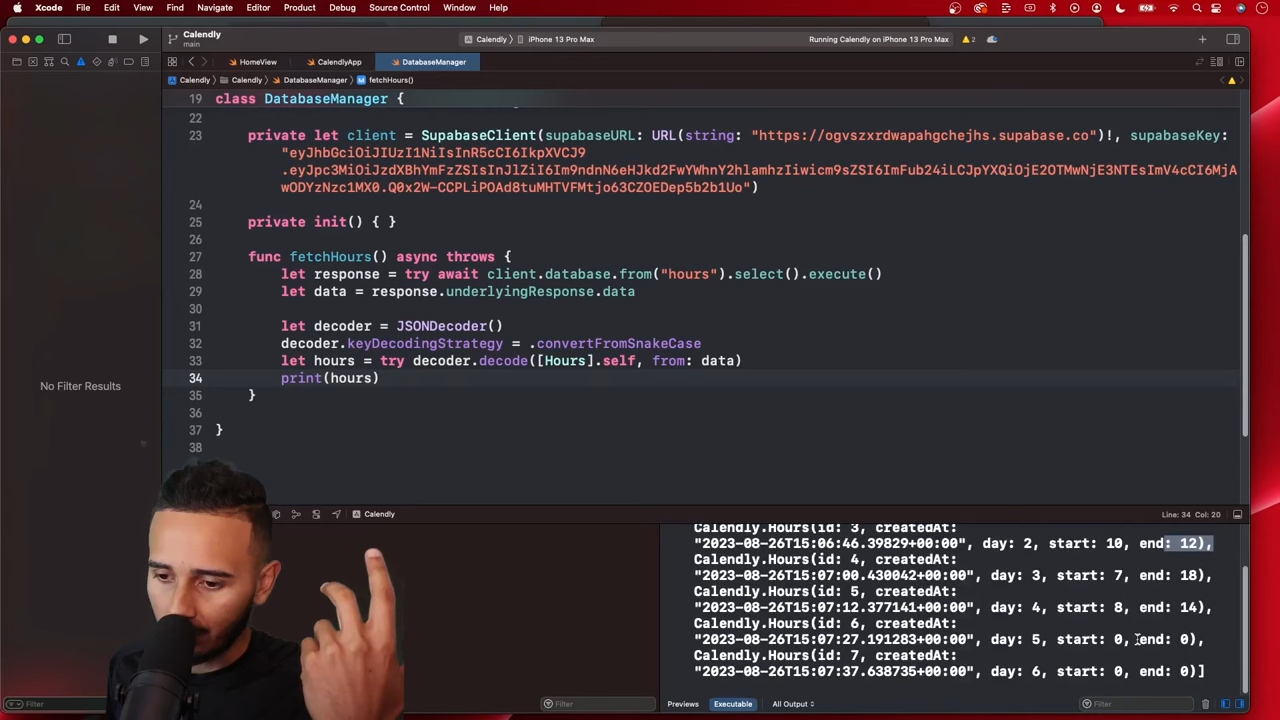 Xcode File Edit View Find Navigate Editor Product Debug Source Control Window Help
Calendly
main
Calendly 〉 iPhone 13 Pro Max
Running Calendly on iPhone 13 Pro Max
2
HomeView
CalendlyApp
DatabaseManager
Calendly 〉 Calendly 〉 DatabaseManager 〉 M fetchHours()
19 class DatabaseManager {
22
23 private let client = SupabaseClient(supabaseURL: URL(string: "https://ogvszxrdwapahgchejhs.supabase.co")!, supabaseKey:
"eyJhbGciOiJIUzI1NiIsInR5cCI6IkpXVCJ9
24
25 private init() { }
26
27 func fetchHours() async throws {
28 let response = try await client.database.from("hours").select().execute()
29 let data = response.underlyingResponse.data
30
31 let decoder = JSONDecoder()
32 decoder.keyDecodingStrategy = .convertFromSnakeCase
33 let hours = try decoder.decode([Hours].self, from: data)
34 print(hours)
35 }
36
37 }
38
No Filter Results
Calendly
Line: 34 Col: 20
Calendly.Hours(id: 3, createdAt:
"2023-08-26T15:06:46.39829+00:00", day: 2, start: 10, end: 12),
Calendly.Hours(id: 4, createdAt:
"2023-08-26T15:07:00.430042+00:00", day: 3, start: 7, end: 18),
Calendly.Hours(id: 5, createdAt:
"2023-08-26T15:07:12.377141+00:00", day: 4, start: 8, end: 14),
Calendly.Hours(id: 6, createdAt:
"2023-08-26T15:07:27.191283+00:00", day: 5, start: 0, end: 0),
Calendly.Hours(id: 7, createdAt:
"2023-08-26T15:07:37.638735+00:00", day: 6, start: 0, end: 0)]
Filter
Filter
Previews Executable All Output
Filter